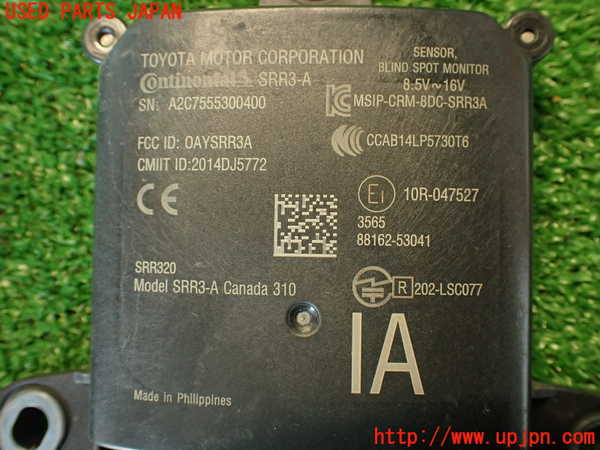 USED PARTS JAPAN
TOYOTA MOTOR CORPORATION
Continental SRR3-A
SN: A2C7555300400
SENSOR,
BLIND SPOT MONITOR
8.5V~16V
MSIP-CRM-8DC-SRR3A
FCC ID: OAYSRR3A
CMIIT ID:2014DJ5772
CCAB14LP5730T6
CE
E1 10R-047527
3565
88162-53041
SRR320
Model SRR3-A Canada 310
R 202-LSC077
IA
Made in Philippines
http://www.upjpn.com